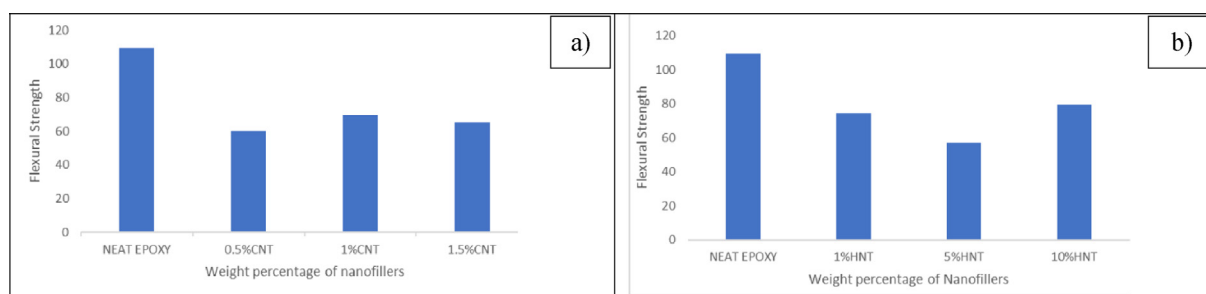 a)
120
100
80
60
40
20
0
Flexural Strength
NEAT EPOXY 0.5%CNT 1%CNT 1.5%CNT
Weight percentage of nanofillers
b)
120
100
80
60
40
20
0
Flexural Strength
NEAT EPOXY 1%HNT 5%HNT 10%HNT
Weight percentage of Nanofillers